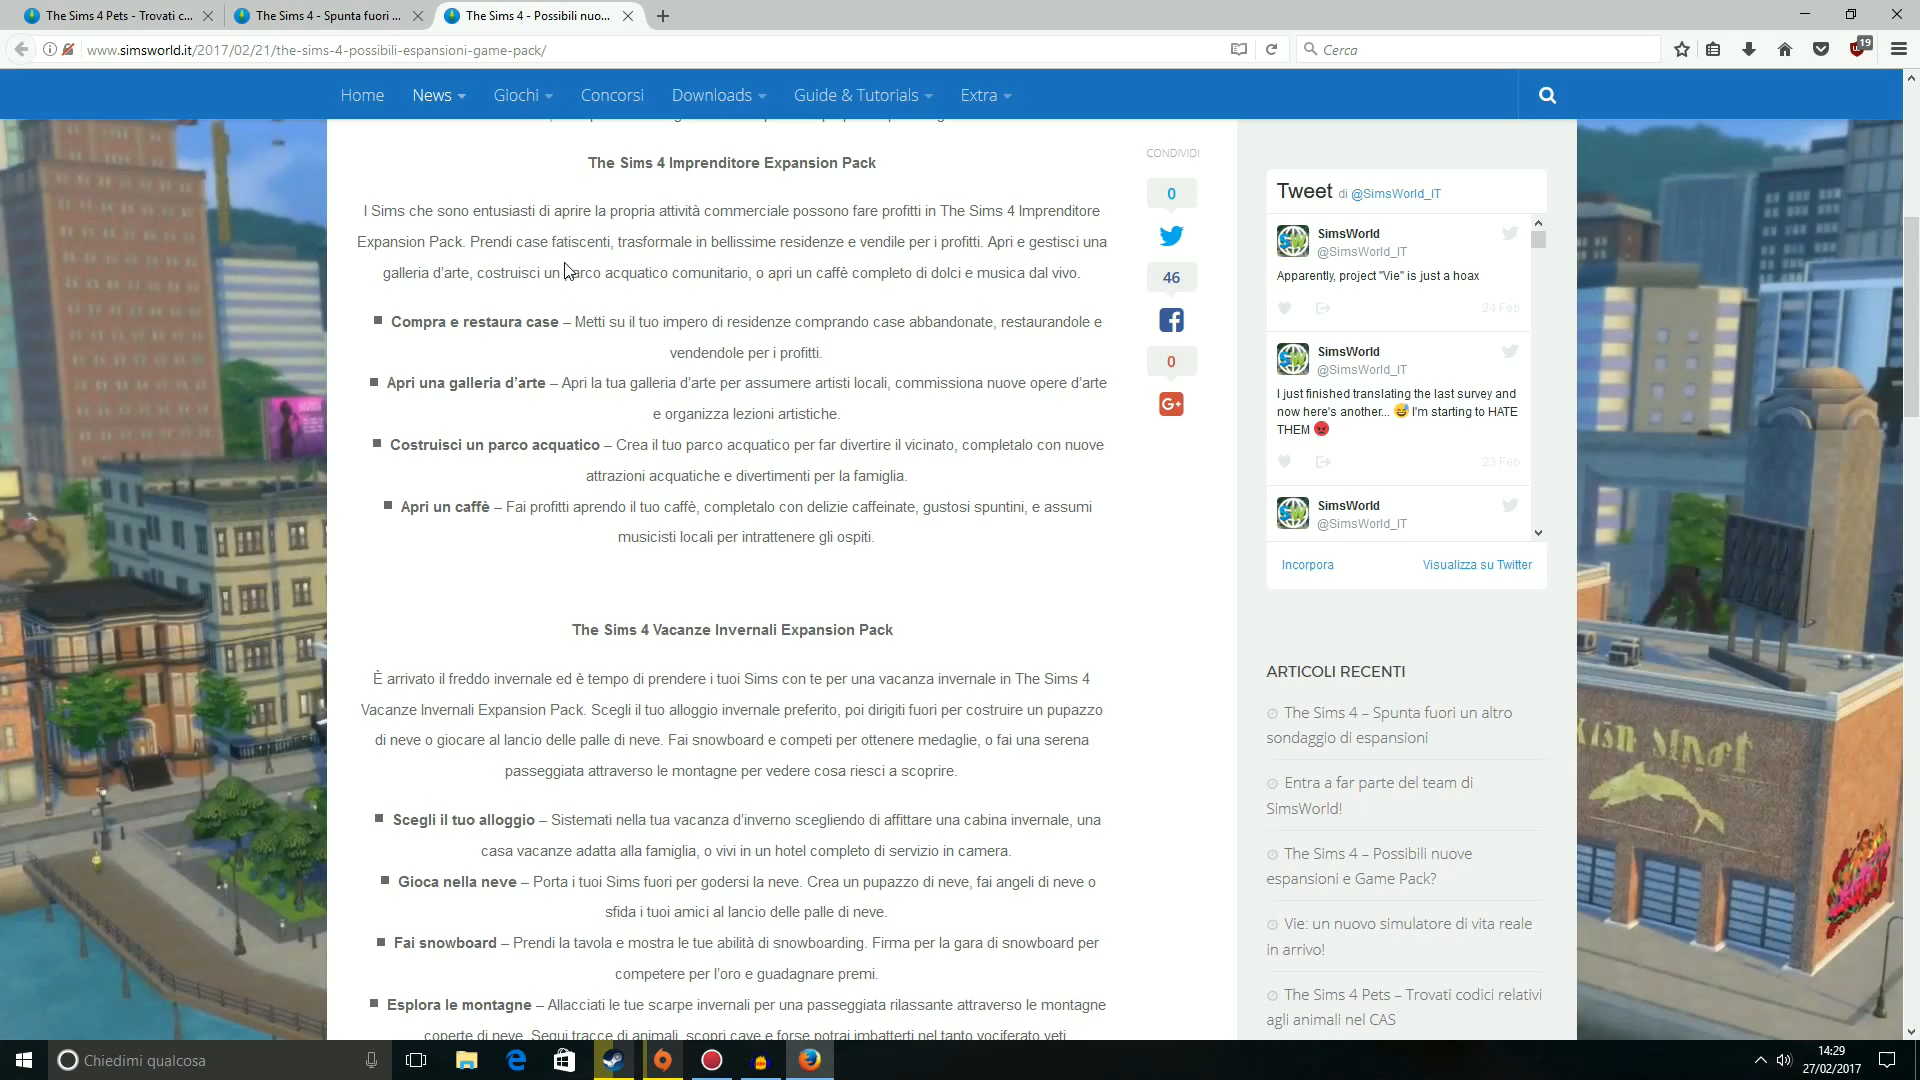 The Sims 4 Pets - Trovati c...
The Sims 4 - Spunta fuori ...
The Sims 4 - Possibili nuo...
www.simsworld.it/2017/02/21/the-sims-4-possibili-espansioni-game-pack/
Cerca
19
Home
News
Giochi
Concorsi
Downloads
Guide & Tutorials
Extra
The Sims 4 Imprenditore Expansion Pack
I Sims che sono entusiasti di aprire la propria attività commerciale possono fare profitti in The Sims 4 Imprenditore
Expansion Pack. Prendi case fatiscenti, trasformale in bellissime residenze e vendile per i profitti. Apri e gestisci una
galleria d'arte, costruisci un parco acquatico comunitario, o apri un caffè completo di dolci e musica dal vivo.
Compra e restaura case – Metti su il tuo impero di residenze comprando case abbandonate, restaurandole e
vendendole per i profitti.
Apri una galleria d'arte – Apri la tua galleria d'arte per assumere artisti locali, commissiona nuove opere d'arte
e organizza lezioni artistiche.
Costruisci un parco acquatico – Crea il tuo parco acquatico per far divertire il vicinato, completalo con nuove
attrazioni acquatiche e divertimenti per la famiglia.
Apri un caffè – Fai profitti aprendo il tuo caffè, completalo con delizie caffeinate, gustosi spuntini, e assumi
musicisti locali per intrattenere gli ospiti.
The Sims 4 Vacanze Invernali Expansion Pack
È arrivato il freddo invernale ed è tempo di prendere i tuoi Sims con te per una vacanza invernale in The Sims 4
Vacanze Invernali Expansion Pack. Scegli il tuo alloggio invernale preferito, poi dirigiti fuori per costruire un pupazzo
di neve o giocare al lancio delle palle di neve. Fai snowboard e competi per ottenere medaglie, o fai una serena
passeggiata attraverso le montagne per vedere cosa riesci a scoprire.
Scegli il tuo alloggio – Sistemati nella tua vacanza d'inverno scegliendo di affittare una cabina invernale, una
casa vacanze adatta alla famiglia, o vivi in un hotel completo di servizio in camera.
Gioca nella neve – Porta i tuoi Sims fuori per godersi la neve. Crea un pupazzo di neve, fai angeli di neve o
sfida i tuoi amici al lancio delle palle di neve.
Fai snowboard – Prendi la tavola e mostra le tue abilità di snowboarding. Firma per la gara di snowboard per
competere per l'oro e guadagnare premi.
Esplora le montagne – Allacciati le tue scarpe invernali per una passeggiata rilassante attraverso le montagne
coperte di neve. Segui tracce di animali, scopri cave e forse potrai imbatterti nel tanto vociferato yeti.
CONDIVIDI
0
46
0
G+
Tweet di @SimsWorld_IT
SimsWorld
@SimsWorld_IT
Apparently, project "Vie" is just a hoax
24 Feb
SimsWorld
@SimsWorld_IT
I just finished translating the last survey and
now here's another... I'm starting to HATE
THEM
23 Feb
SimsWorld
@SimsWorld_IT
Incorpora
Visualizza su Twitter
ARTICOLI RECENTI
The Sims 4 – Spunta fuori un altro
sondaggio di espansioni
Entra a far parte del team di
SimsWorld!
The Sims 4 – Possibili nuove
espansioni e Game Pack?
Vie: un nuovo simulatore di vita reale
in arrivo!
The Sims 4 Pets – Trovati codici relativi
agli animali nel CAS
Chiedimi qualcosa
14:29
27/02/2017